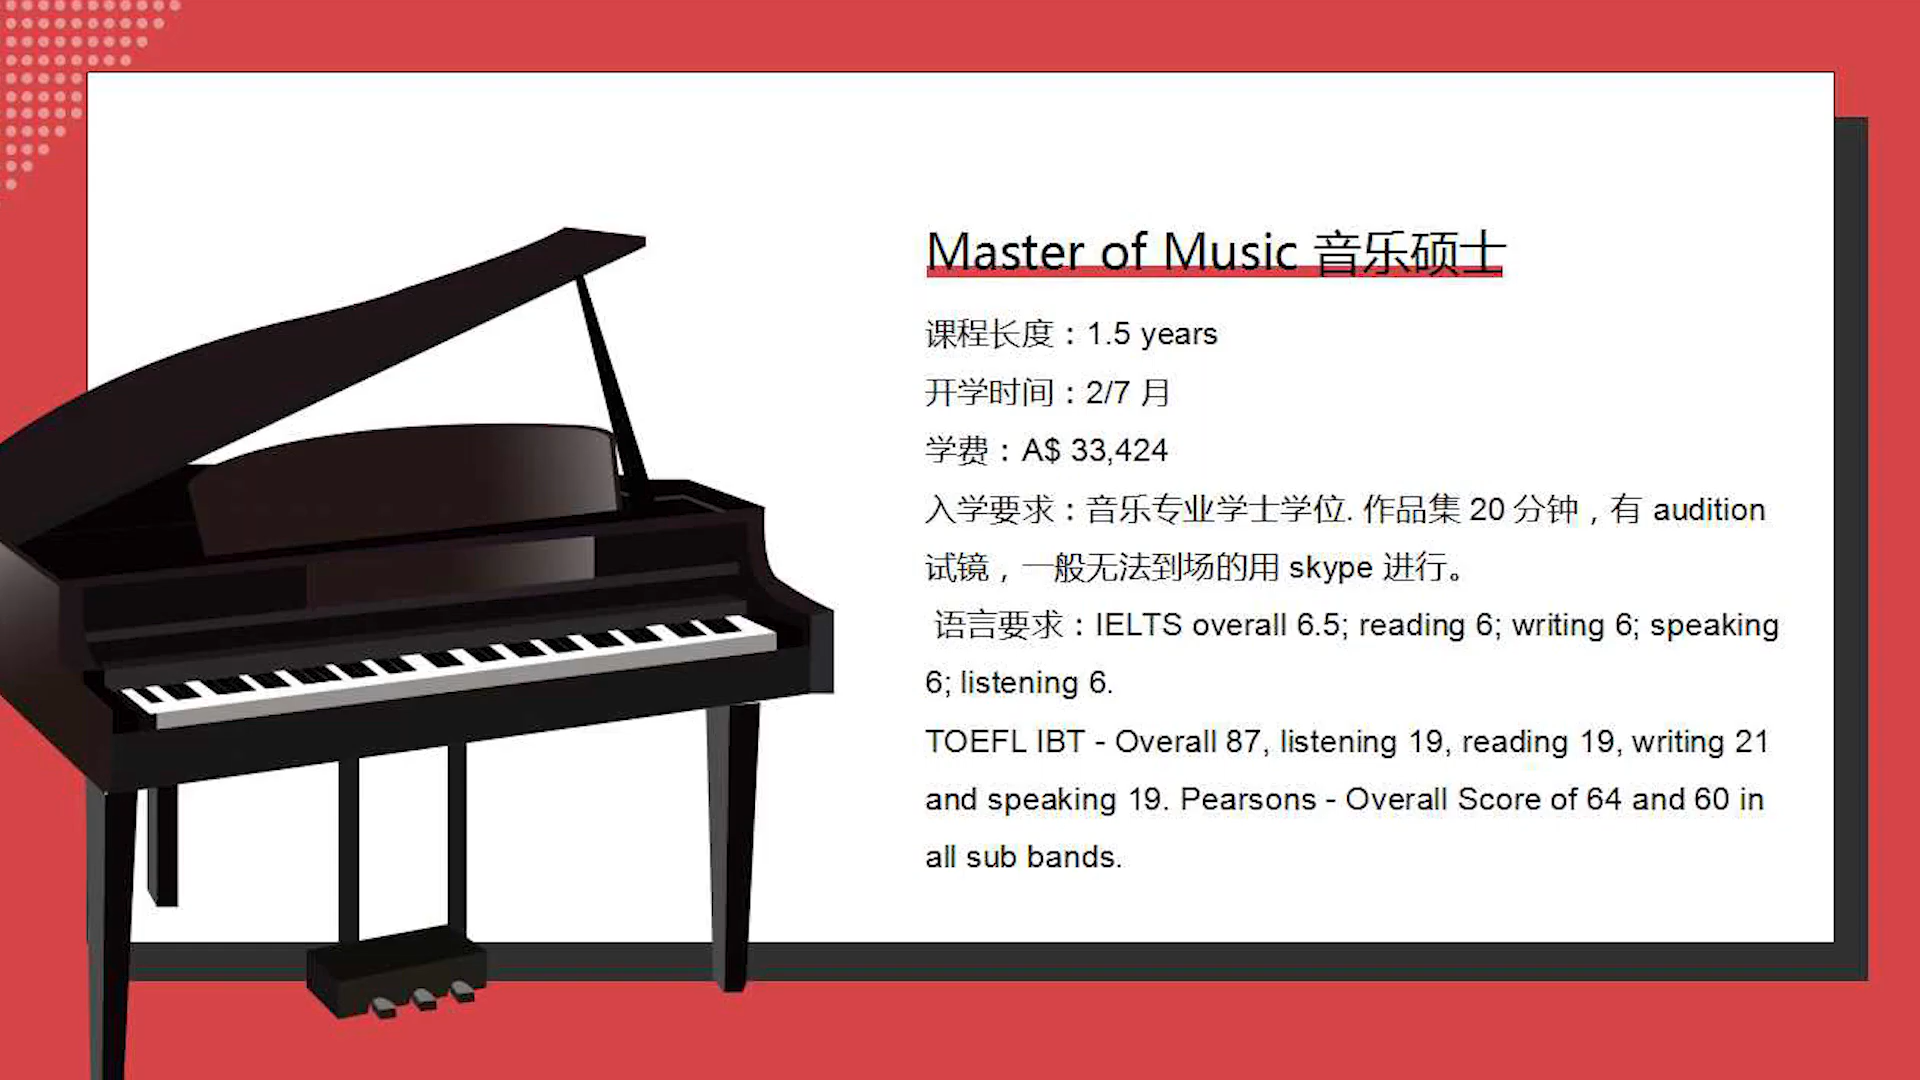 Master of Music 音乐硕士
课程长度：1.5 years
开学时间：2/7 月
学费：A$ 33,424
入学要求：音乐专业学士学位. 作品集 20 分钟，有 audition
试镜，一般无法到场的用 skype 进行。
语言要求：IELTS overall 6.5; reading 6; writing 6; speaking
6; listening 6.
TOEFL IBT - Overall 87, listening 19, reading 19, writing 21
and speaking 19. Pearsons - Overall Score of 64 and 60 in
all sub bands.